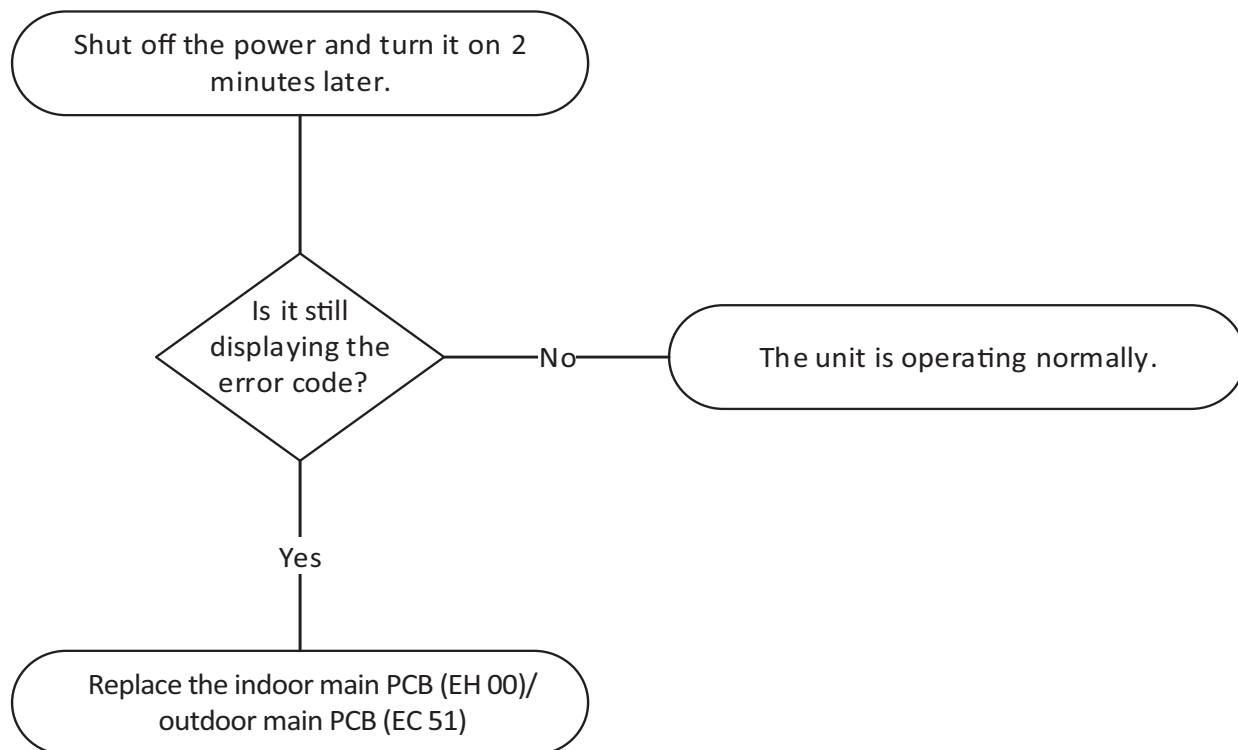 Shut off the power and turn it on 2
minutes later.
Is it still
displaying the
error code?
No
The unit is operating normally.
Yes
Replace the indoor main PCB (EH 00)/
outdoor main PCB (EC 51)